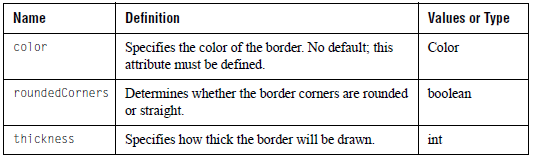 Name Definition Values or Type
color Specifies the color of the border. No default; this Color
attribute must be defined.
roundedCorners Determines whether the border corners are rounded boolean
or straight.
thickness Specifies how thick the border will be drawn. int